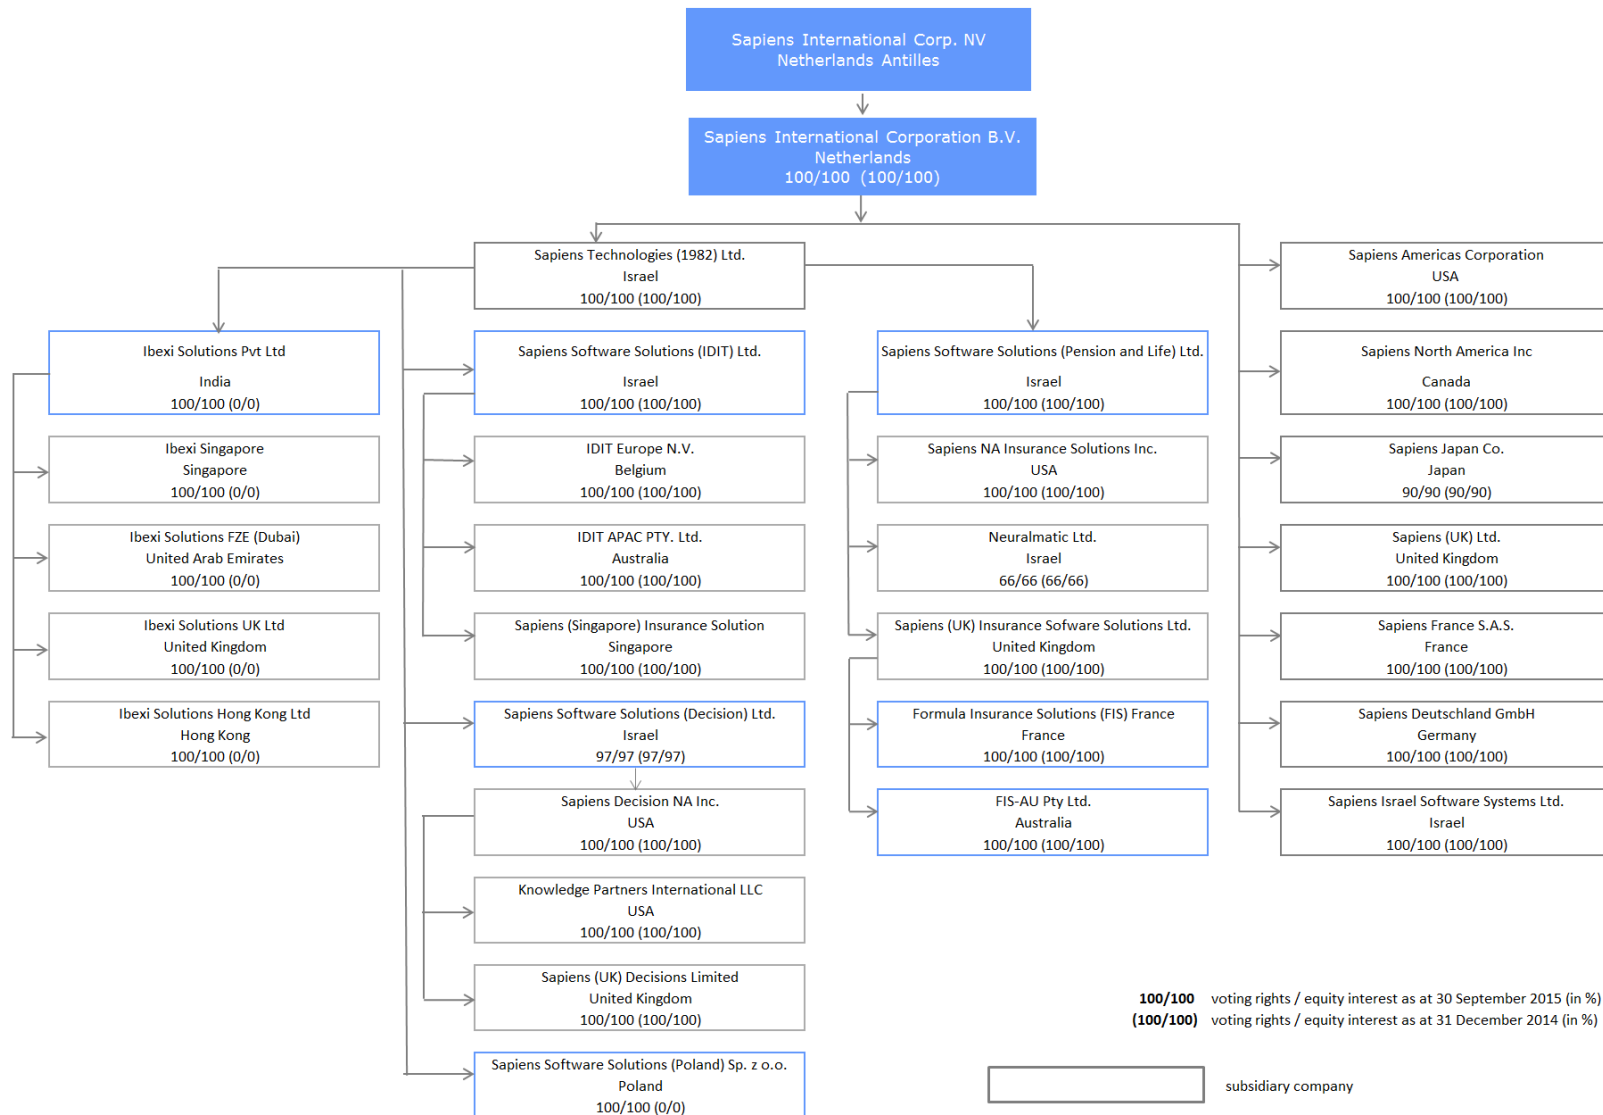 Sapiens International Corp. NV
Netherlands Antilles
Sapiens International Corporation B.V.
Netherlands
100/100 (100/100)
Sapiens Technologies (1982) Ltd.
Israel
100/100 (100/100)
Ibexi Solutions Pvt Ltd
India
100/100 (0/0)
Ibexi Singapore
Singapore
100/100 (0/0)
Ibexi Solutions FZE (Dubai)
United Arab Emirates
100/100 (0/0)
Ibexi Solutions UK Ltd
United Kingdom
100/100 (0/0)
Ibexi Solutions Hong Kong Ltd
Hong Kong
100/100 (0/0)
Sapiens Software Solutions (IDIT) Ltd.
Israel
100/100 (100/100)
IDIT Europe N.V.
Belgium
100/100 (100/100)
IDIT APAC PTY. Ltd.
Australia
100/100 (100/100)
Sapiens (Singapore) Insurance Solution
Singapore
100/100 (100/100)
Sapiens Software Solutions (Decision) Ltd.
Israel
97/97 (97/97)
Sapiens Decision NA Inc.
USA
100/100 (100/100)
Knowledge Partners International LLC
USA
100/100 (100/100)
Sapiens (UK) Decisions Limited
United Kingdom
100/100 (100/100)
Sapiens Software Solutions (Poland) Sp. z o.o.
Poland
100/100 (0/0)
Sapiens Software Solutions (Pension and Life) Ltd.
Israel
100/100 (100/100)
Sapiens NA Insurance Solutions Inc.
USA
100/100 (100/100)
Neuralmatic Ltd.
Israel
66/66 (66/66)
Sapiens (UK) Insurance Sofware Solutions Ltd.
United Kingdom
100/100 (100/100)
Formula Insurance Solutions (FIS) France
France
100/100 (100/100)
FIS-AU Pty Ltd.
Australia
100/100 (100/100)
Sapiens Americas Corporation
USA
100/100 (100/100)
Sapiens North America Inc
Canada
100/100 (100/100)
Sapiens Japan Co.
Japan
90/90 (90/90)
Sapiens (UK) Ltd.
United Kingdom
100/100 (100/100)
Sapiens France S.A.S.
France
100/100 (100/100)
Sapiens Deutschland GmbH
Germany
100/100 (100/100)
Sapiens Israel Software Systems Ltd.
Israel
100/100 (100/100)
100/100 voting rights / equity interest as at 30 September 2015 (in %)
(100/100) voting rights / equity interest as at 31 December 2014 (in %)
subsidiary company